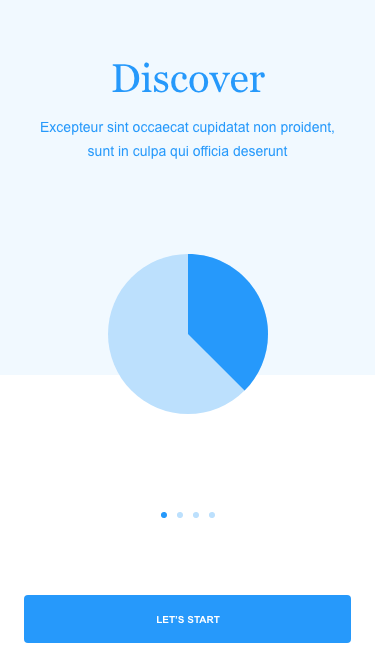 Discover
Excepteur sint occaecat cupidatat non proident,
sunt in culpa qui officia deserunt
LET'S START